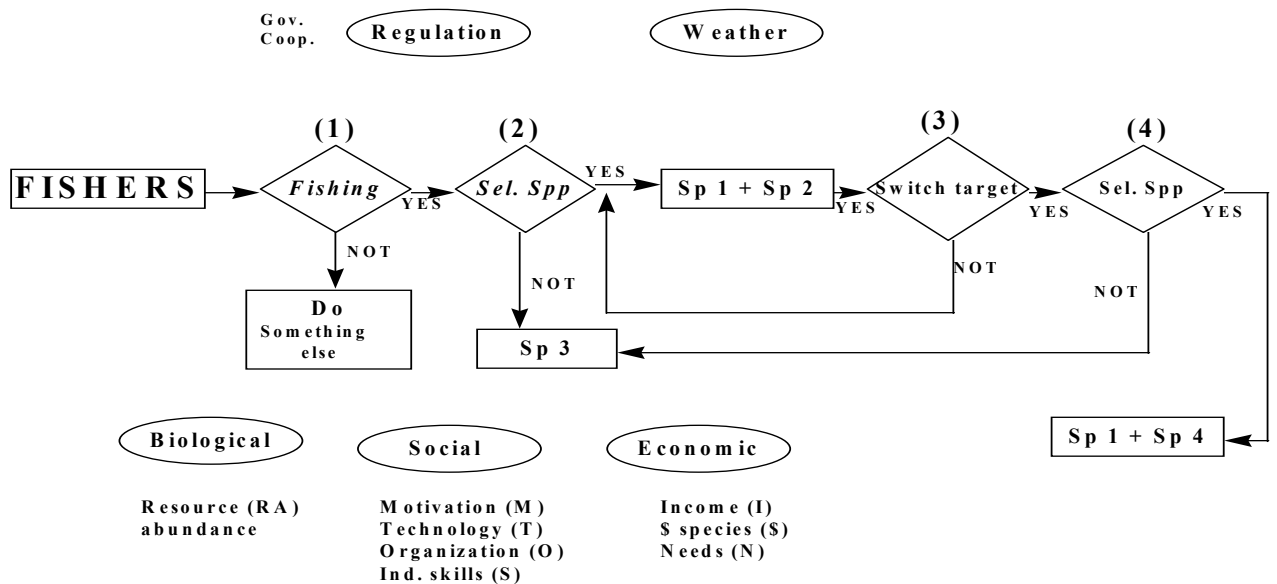 Gov.
Coop.
Regulation
Weather
(1)
(2)
(3)
(4)
FISHERS
Fishing
YES
Sel. Spp
YES
Sp 1 + Sp 2
YES
Switch target
YES
Sel. Spp
YES
NOT
NOT
NOT
NOT
Do
Something
else
Sp 3
Sp 1 + Sp 4
Biological
Social
Economic
Resource (RA)
abundance
Motivation (M)
Technology (T)
Organization (O)
Ind. skills (S)
Income (I)
$ species ($)
Needs (N)